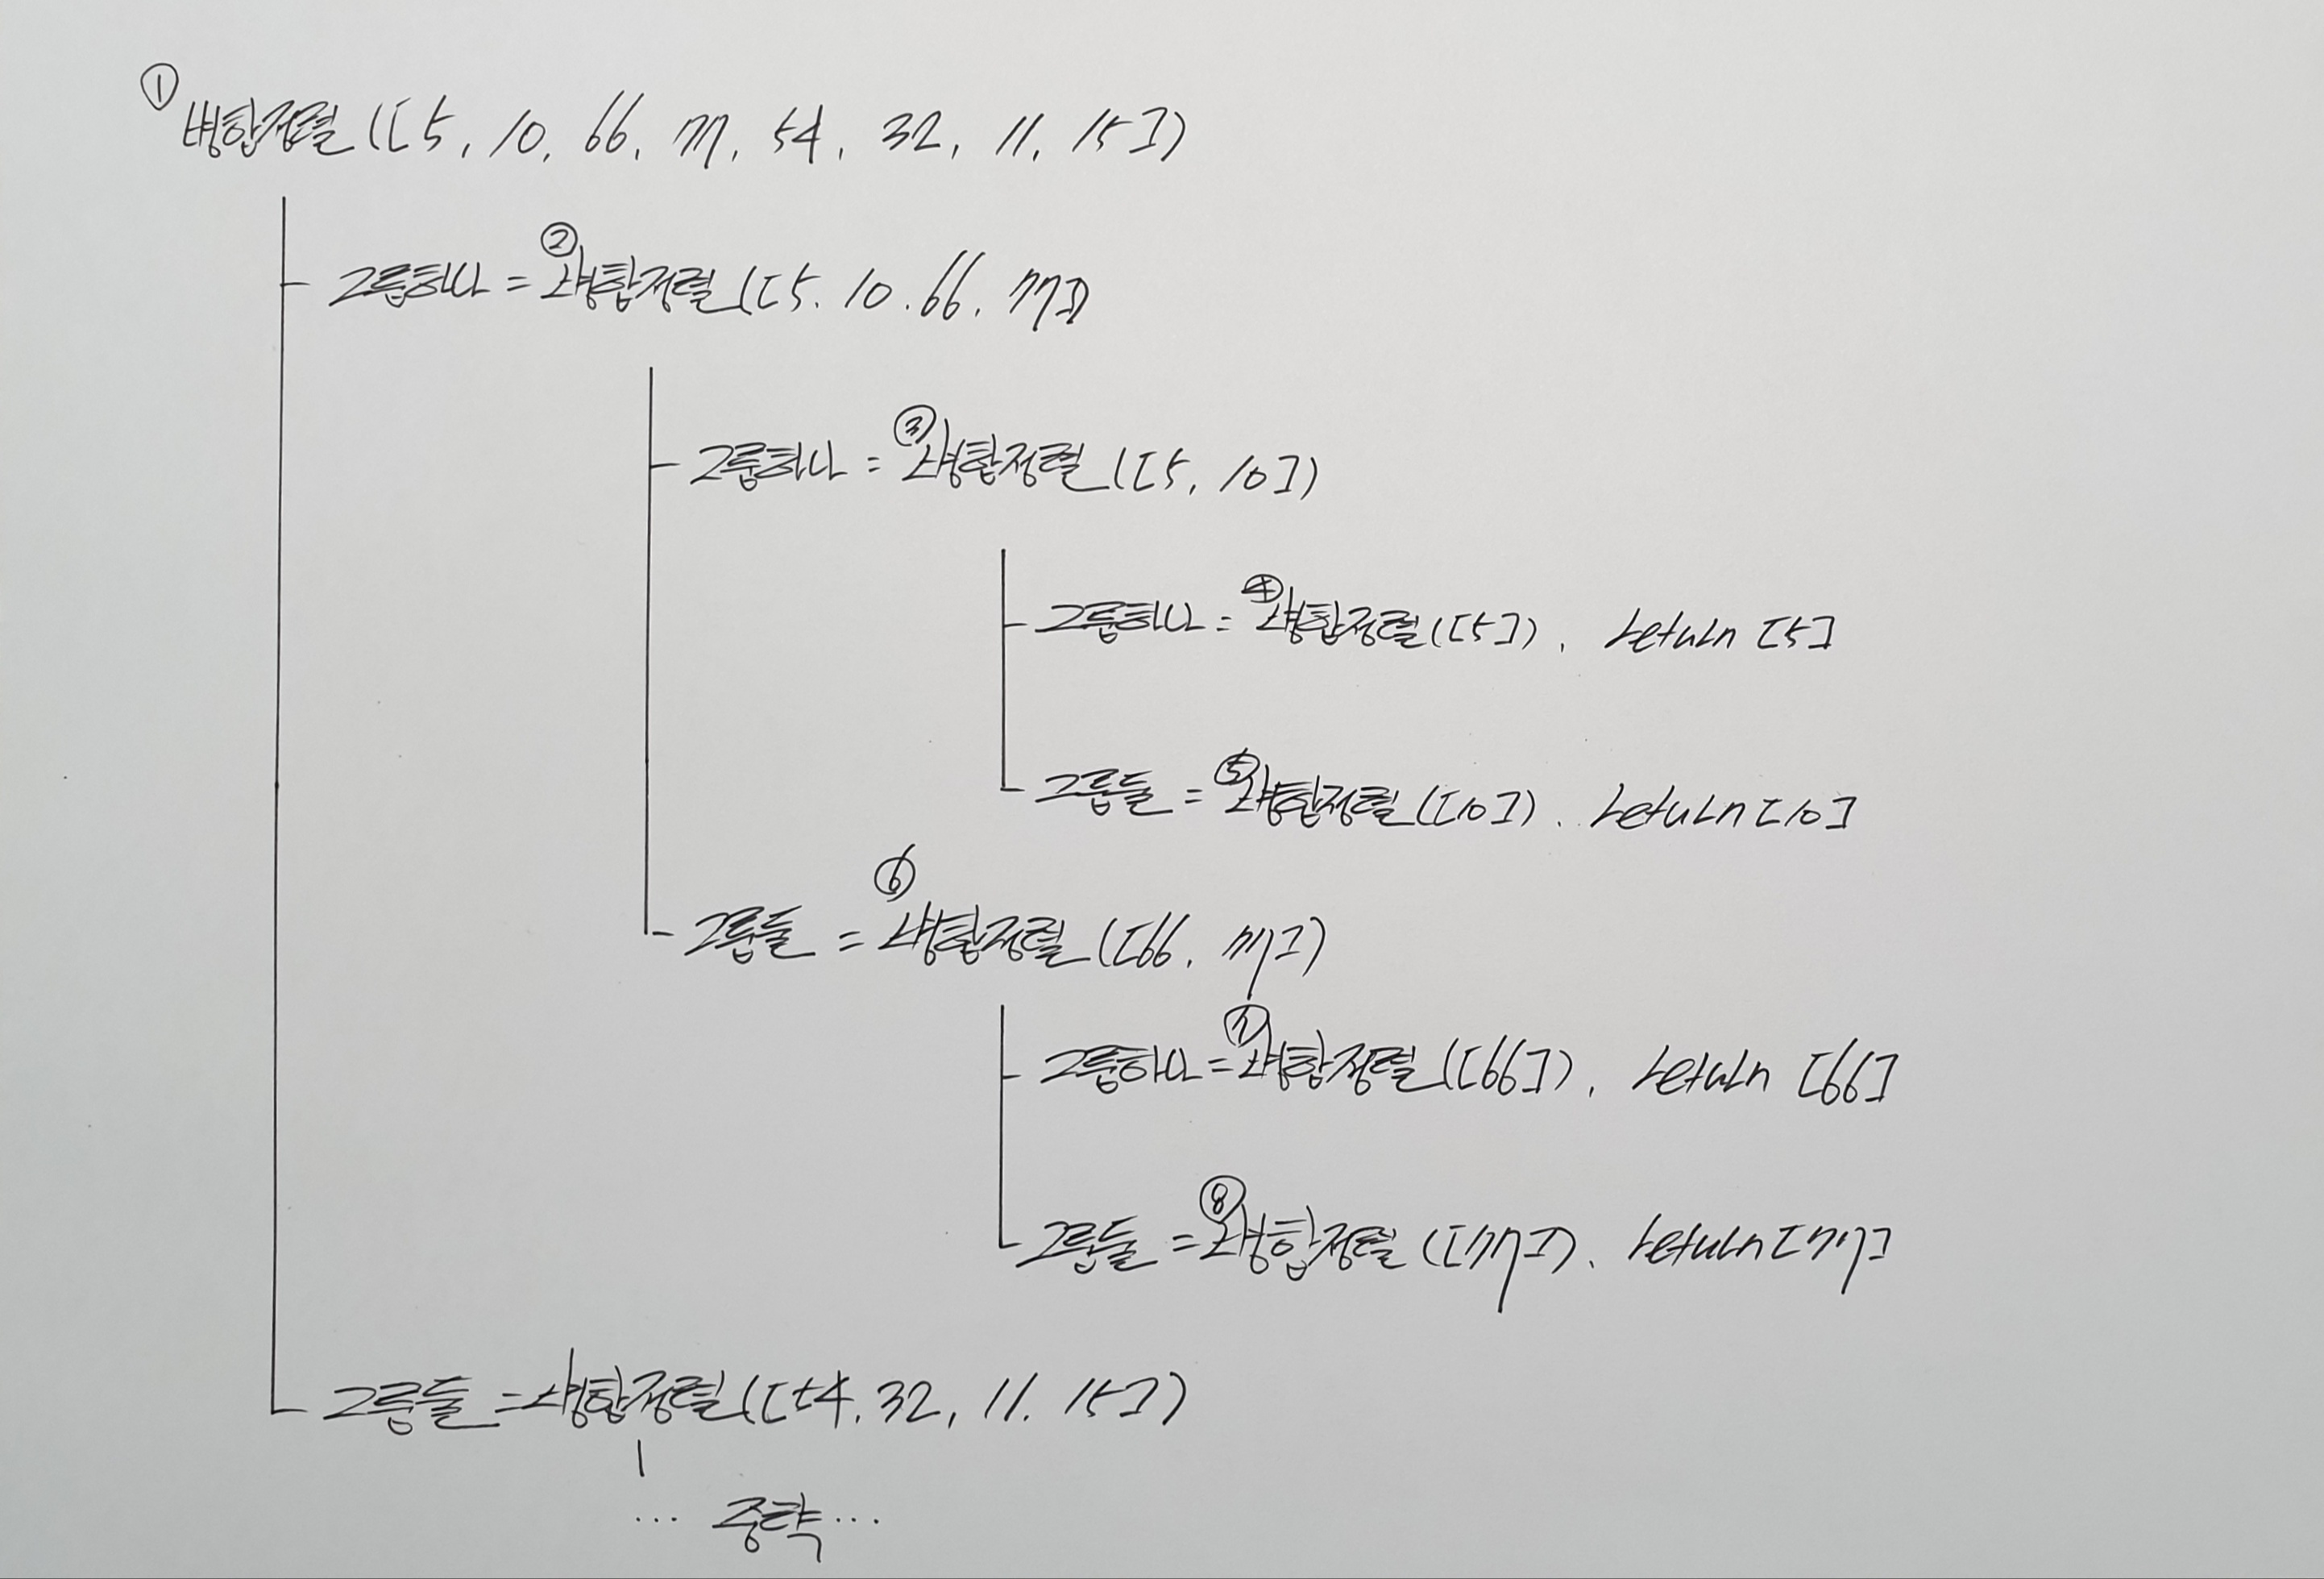 ① 병합정렬([5, 10, 66, 77, 54, 32, 11, 15])
그룹하나 = ② 병합정렬([5. 10. 66, 77])
그룹하나 = ③ 병합정렬([5, 10])
그룹하나 = ④ 병합정렬([5]), return [5]
그룹둘 = ⑤ 병합정렬([10]), return [10]
그룹둘 = ⑥ 병합정렬([66, 77])
그룹하나 = ⑦ 병합정렬([66]), return [66]
그룹둘 = ⑧ 병합정렬([77]), return [77]
그룹둘 = 병합정렬([54, 32, 11, 15])
... 중략 ...